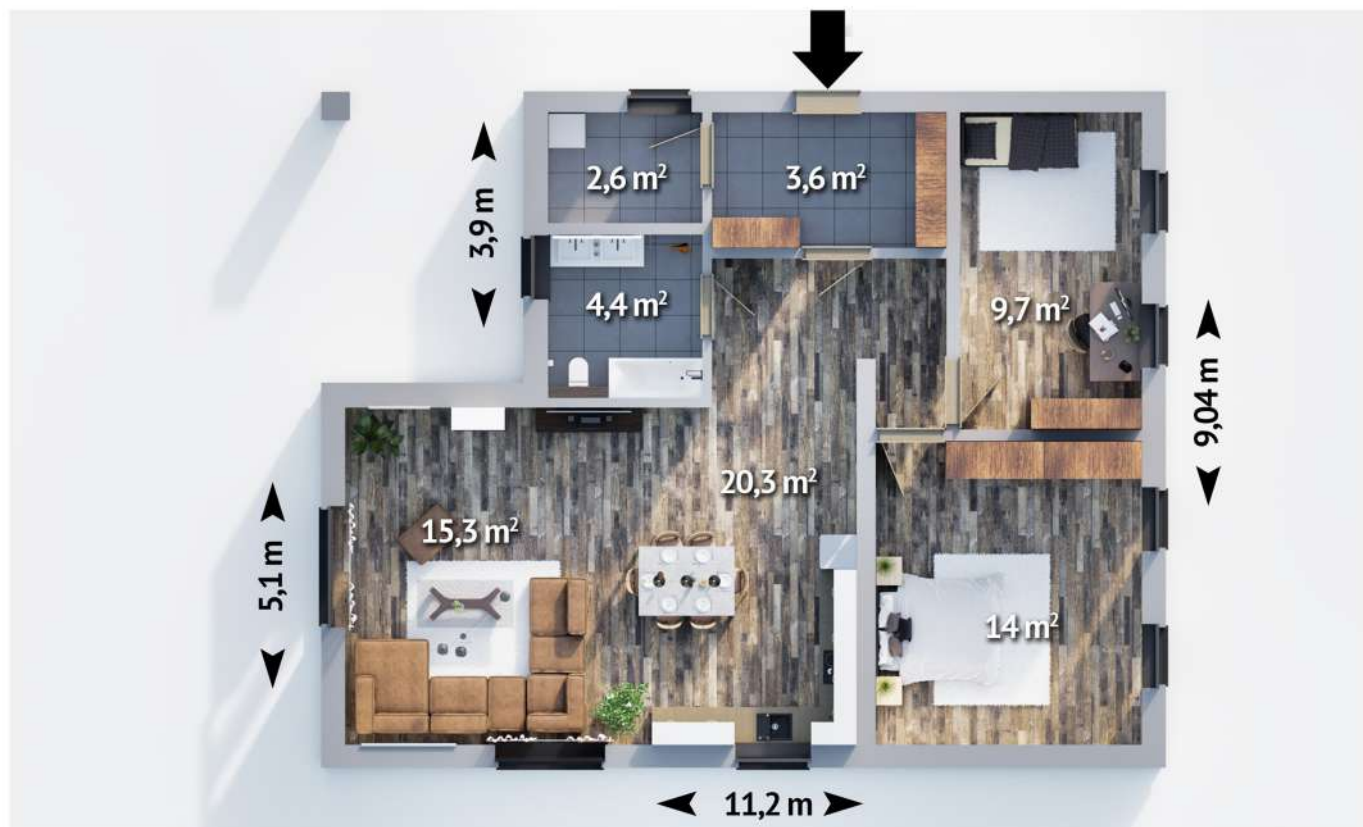 2,6 m²
3,6 m²
3,9 m
4,4 m²
9,7 m²
9,04 m
20,3 m²
15,3 m²
5,1 m
14 m²
11,2 m